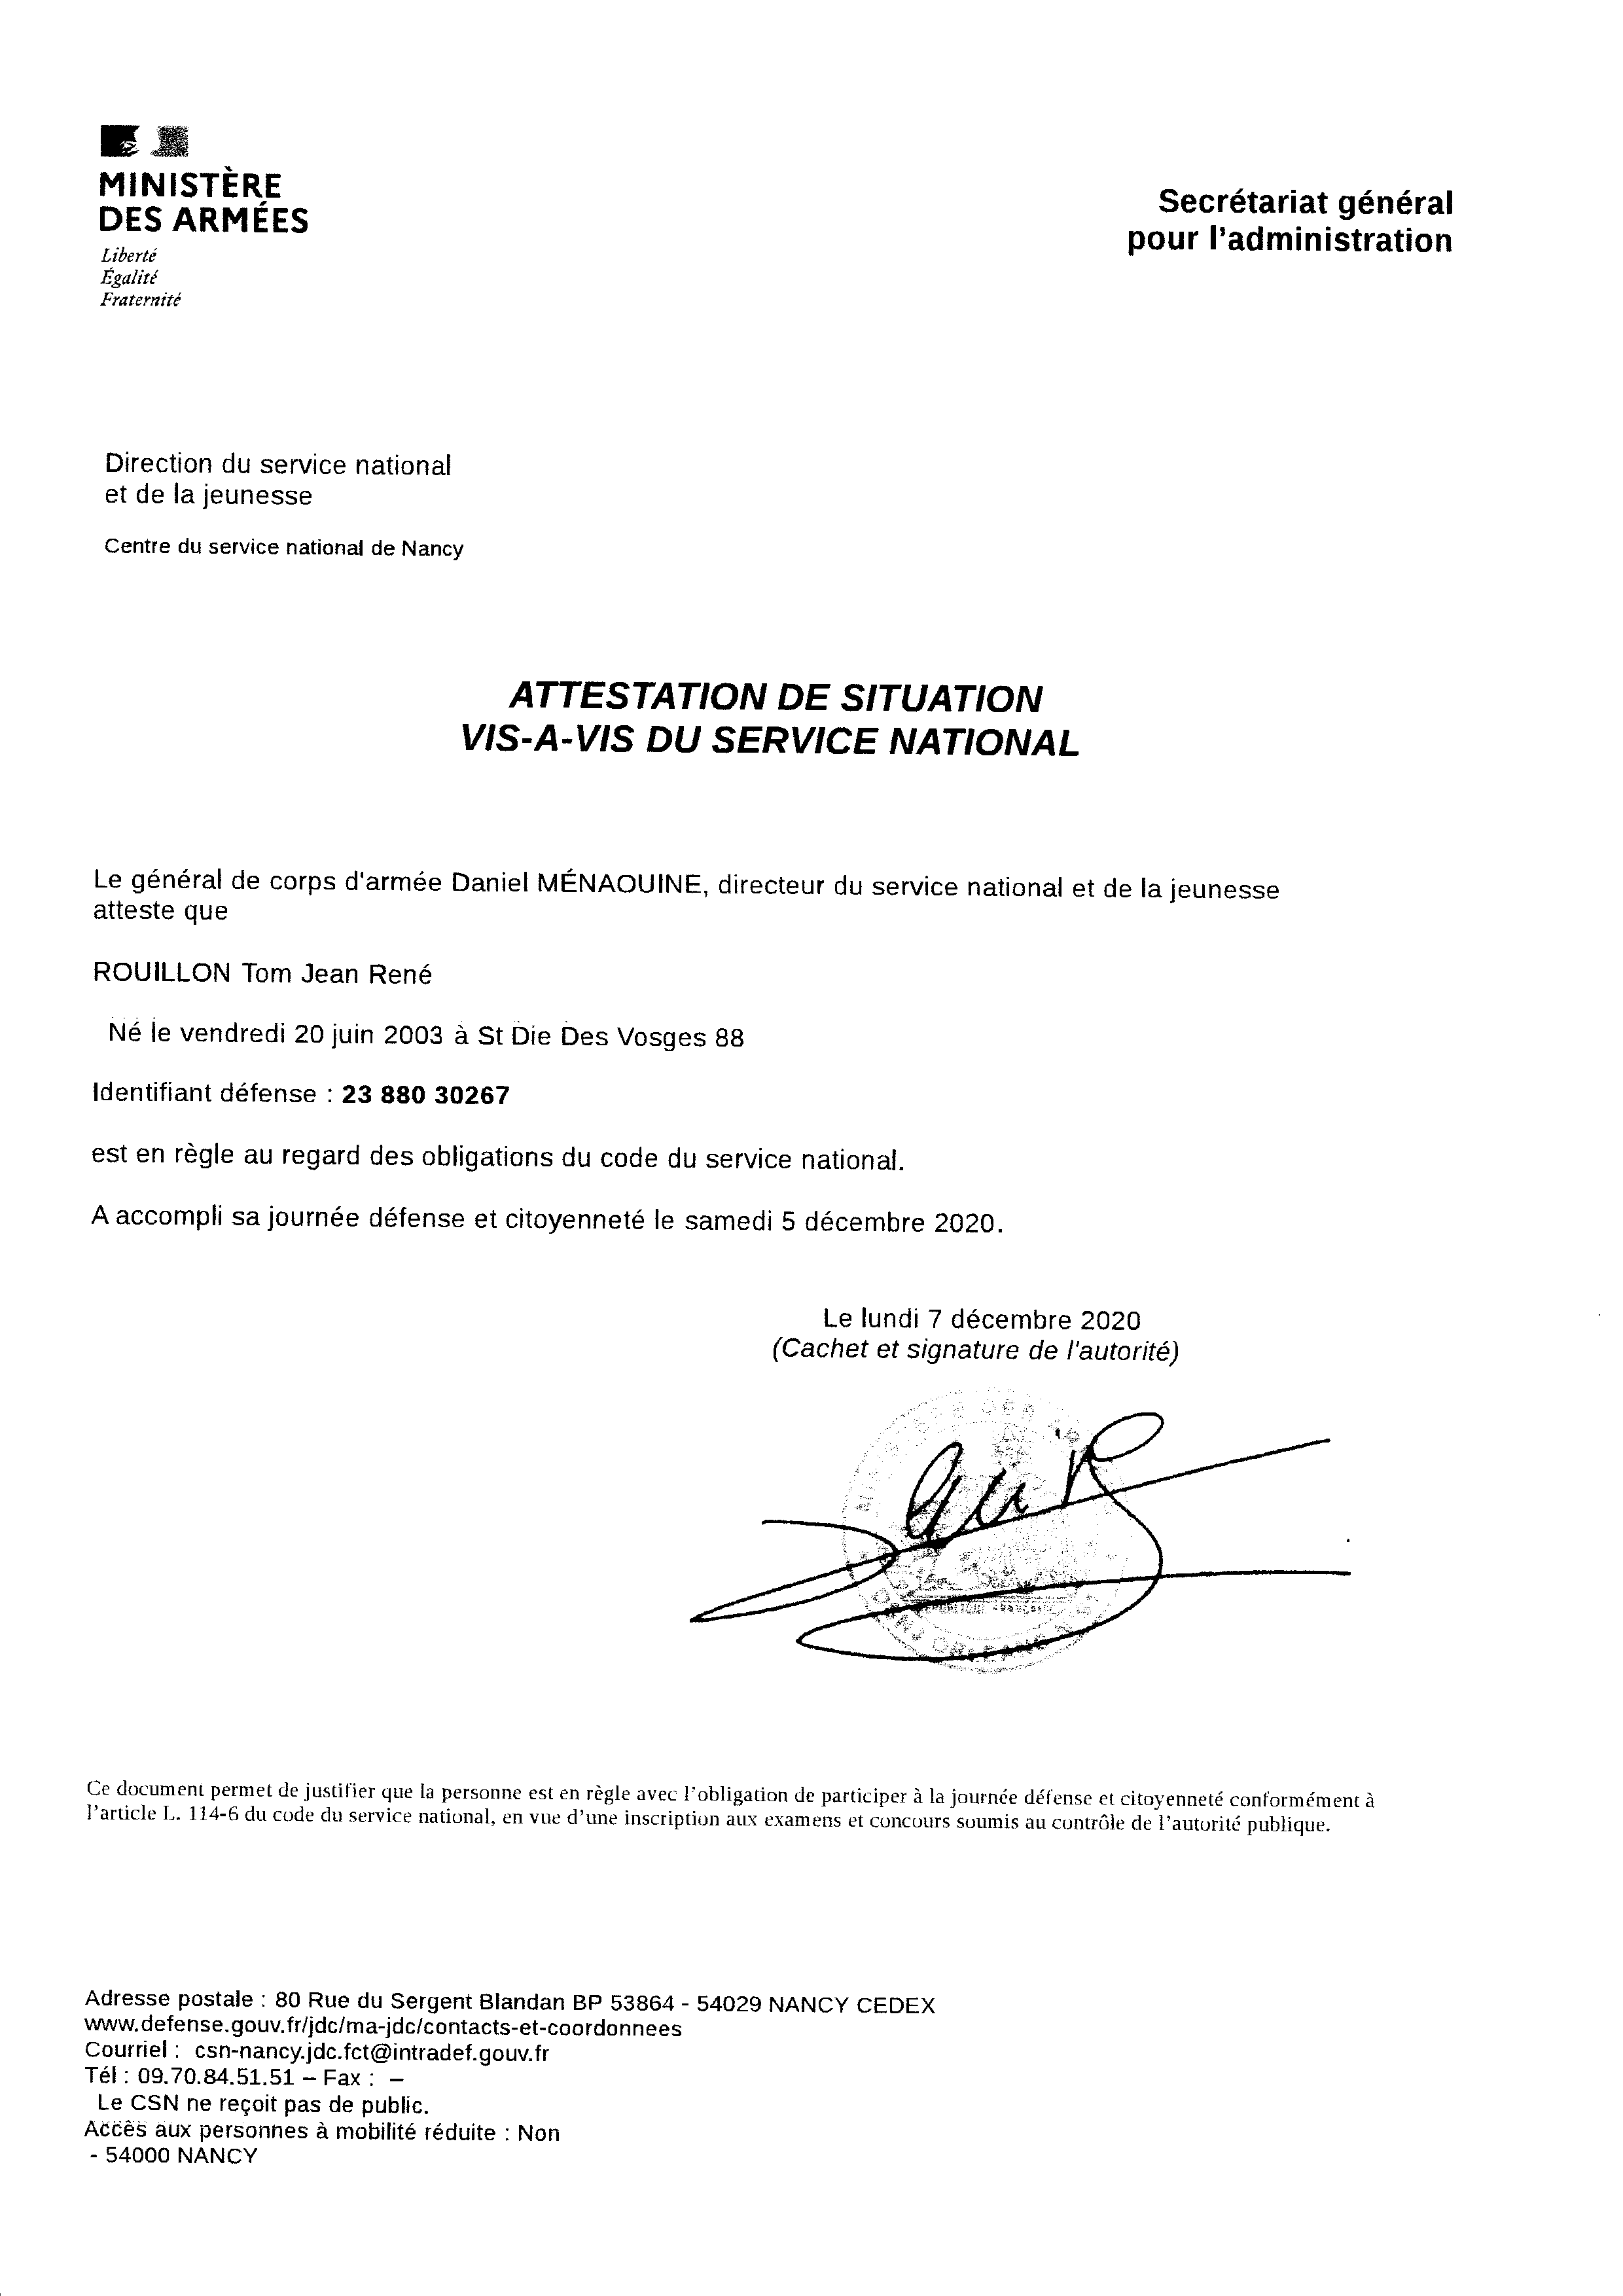 MINISTÈRE
DES ARMÉES
Liberté
Égalité
Fraternité
Secrétariat général
pour l'administration
Direction du service national
et de la jeunesse
Centre du service national de Nancy
ATTESTATION DE SITUATION
VIS-A-VIS DU SERVICE NATIONAL
Le général de corps d'armée Daniel MÉNAOUINE, directeur du service national et de la jeunesse
atteste que
ROUILLON Tom Jean René
Né le vendredi 20 juin 2003 à St Die Des Vosges 88
Identifiant défense : 23 880 30267
est en règle au regard des obligations du code du service national.
A accompli sa journée défense et citoyenneté le samedi 5 décembre 2020.
Le lundi 7 décembre 2020
(Cachet et signature de l'autorité)
Ce document permet de justifier que la personne est en règle avec l'obligation de participer à la journée défense et citoyenneté conformément à
l'article L. 114-6 du code du service national, en vue d'une inscription aux examens et concours soumis au contrôle de l'autorité publique.
Adresse postale : 80 Rue du Sergent Blandan BP 53864 - 54029 NANCY CEDEX
www.defense.gouv.fr/jdc/ma-jdc/contacts-et-coordonnees
Courriel : csn-nancy.jdc.fct@intradef.gouv.fr
Tél : 09.70.84.51.51 – Fax : –
Le CSN ne reçoit pas de public.
Accès aux personnes à mobilité réduite : Non
- 54000 NANCY